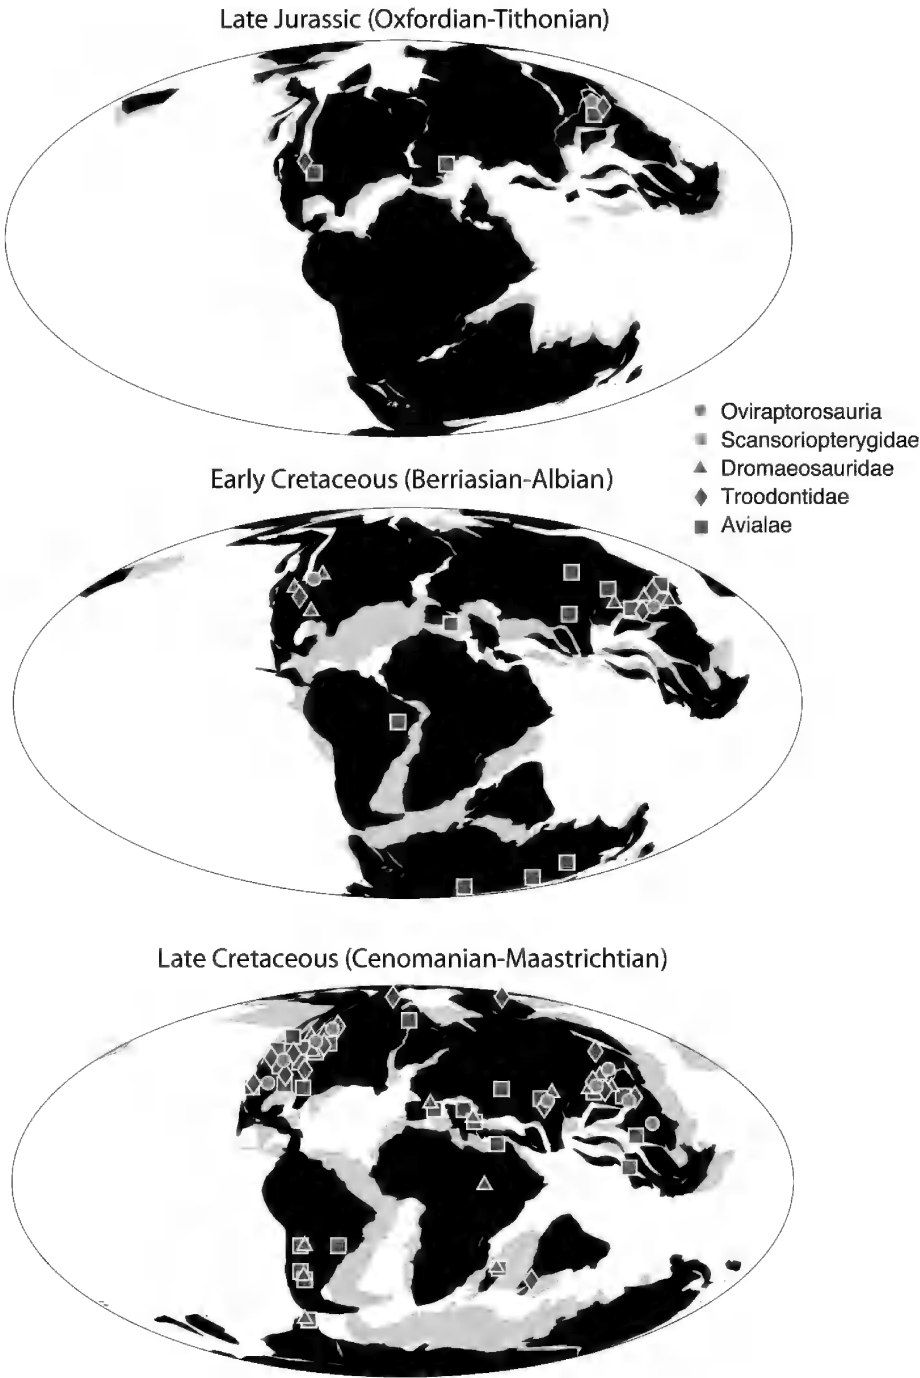 Late Jurassic (Oxfordian-Tithonian)
Oviraptorosauria
Scansoriopterygidae
Dromaeosauridae
Troodontidae
Avialae
Early Cretaceous (Berriasian-Albian)
Late Cretaceous (Cenomanian-Maastrichtian)